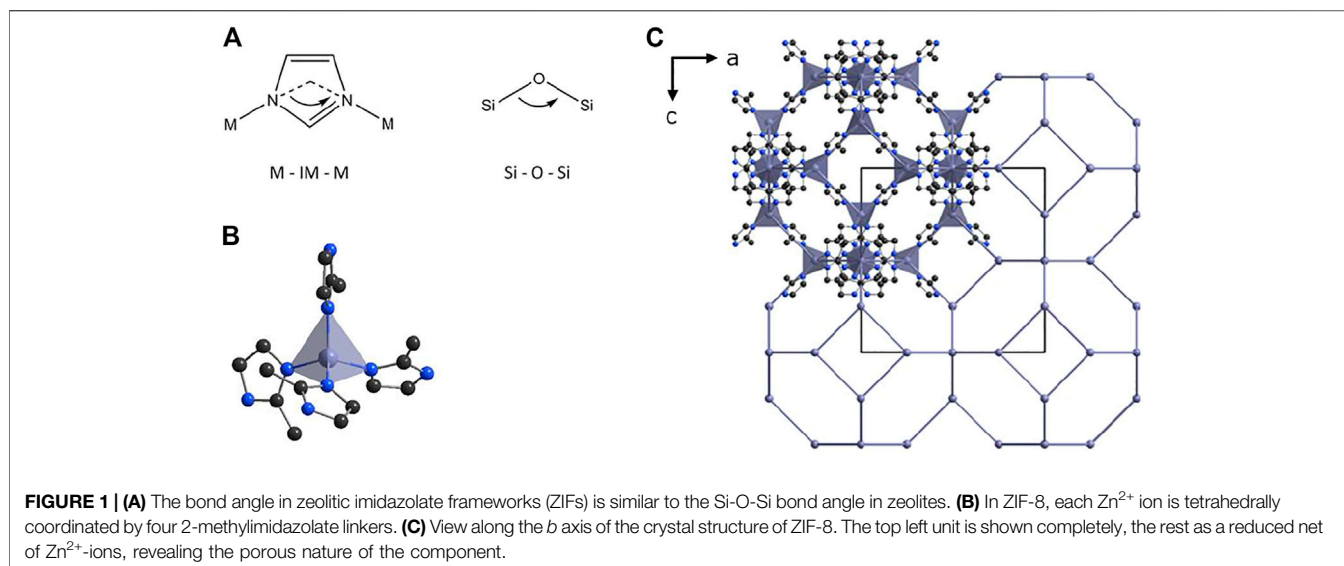 A
N
N
M
M
M - IM - M
O
Si
Si
Si - O - Si
B
C
a
c
FIGURE 1 | (A) The bond angle in zeolitic imidazolate frameworks (ZIFs) is similar to the Si-O-Si bond angle in zeolites. (B) In ZIF-8, each Zn²⁺ ion is tetrahedrally
coordinated by four 2-methylimidazolate linkers. (C) View along the b axis of the crystal structure of ZIF-8. The top left unit is shown completely, the rest as a reduced net
of Zn²⁺-ions, revealing the porous nature of the component.